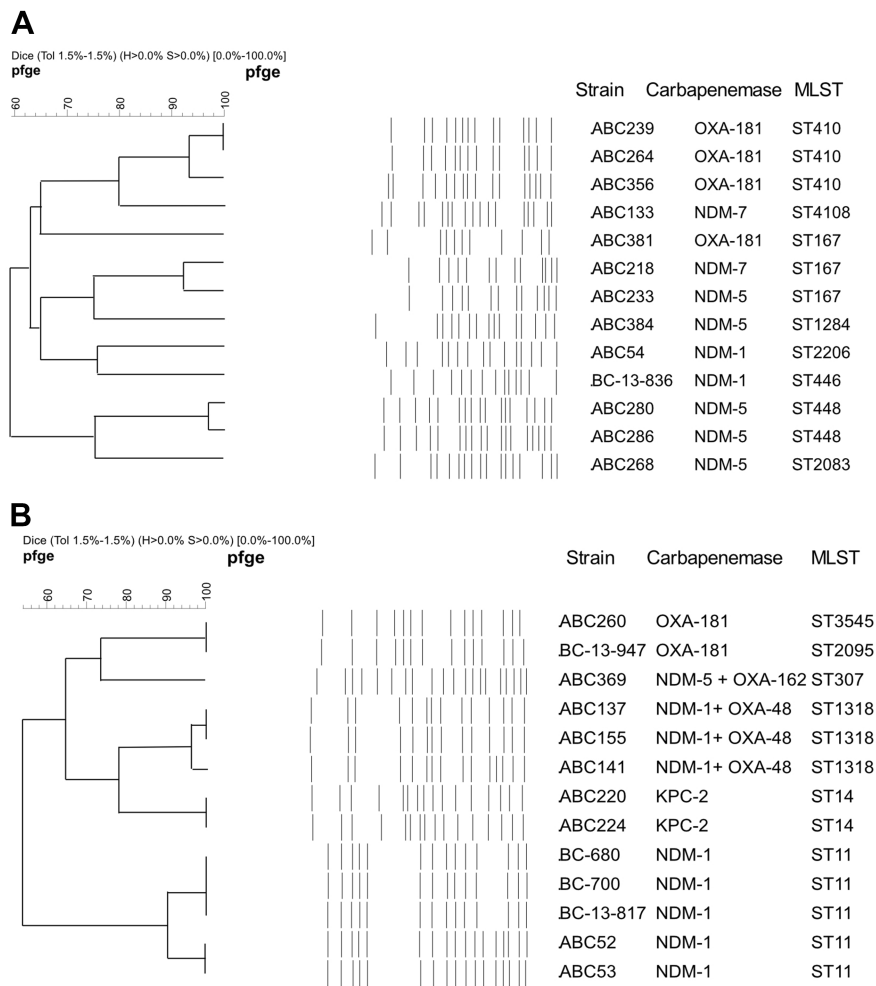 A
Dice (Tol 1.5%-1.5%) (H>0.0% S>0.0%) [0.0%-100.0%]
pfge pfge
60 70 80 90 100
Strain Carbapenemase MLST
.ABC239 OXA-181 ST410
.ABC264 OXA-181 ST410
.ABC356 OXA-181 ST410
.ABC133 NDM-7 ST4108
.ABC381 OXA-181 ST167
.ABC218 NDM-7 ST167
.ABC233 NDM-5 ST167
.ABC384 NDM-5 ST1284
.ABC54 NDM-1 ST2206
.BC-13-836 NDM-1 ST446
.ABC280 NDM-5 ST448
.ABC286 NDM-5 ST448
.ABC268 NDM-5 ST2083
B
Dice (Tol 1.5%-1.5%) (H>0.0% S>0.0%) [0.0%-100.0%]
pfge pfge
60 70 80 90 100
Strain Carbapenemase MLST
.ABC260 OXA-181 ST3545
.BC-13-947 OXA-181 ST2095
.ABC369 NDM-5 + OXA-162 ST307
.ABC137 NDM-1+ OXA-48 ST1318
.ABC155 NDM-1+ OXA-48 ST1318
.ABC141 NDM-1+ OXA-48 ST1318
.ABC220 KPC-2 ST14
.ABC224 KPC-2 ST14
.BC-680 NDM-1 ST11
.BC-700 NDM-1 ST11
.BC-13-817 NDM-1 ST11
.ABC52 NDM-1 ST11
.ABC53 NDM-1 ST11